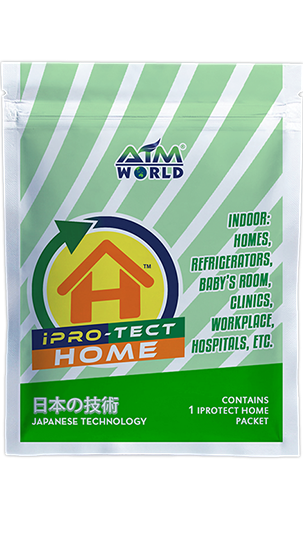 AIM
WORLD
INDOOR:
HOMES,
REFRIGERATORS,
BABY'S ROOM,
CLINICS,
WORKPLACE,
HOSPITALS, ETC.
H
TM
iPRO-TECT
HOME
日本の技術
JAPANESE TECHNOLOGY
CONTAINS
1 IPROTECT HOME
PACKET